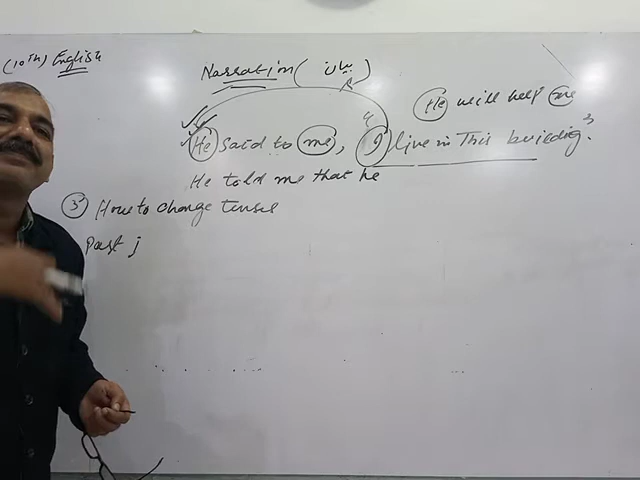 (10TH) English
Narration (بیان)
He will help me
He said to me, "I live in This building."
He told me that he
③ How to change tenses
Past j